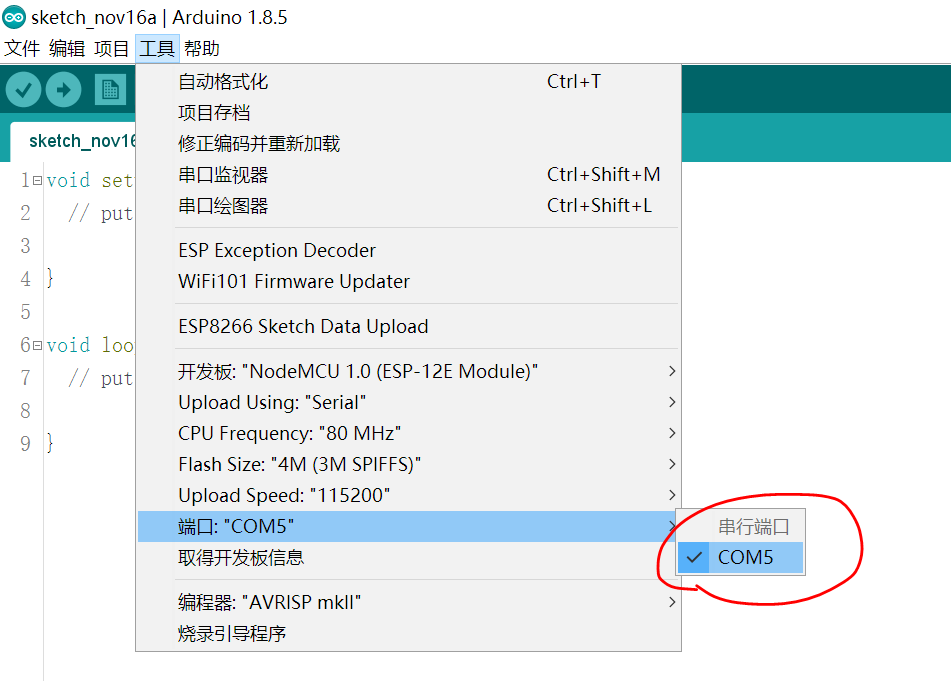 sketch_nov16a | Arduino 1.8.5
文件 编辑 项目 工具 帮助
自动格式化 Ctrl+T
项目存档
修正编码并重新加载
串口监视器 Ctrl+Shift+M
串口绘图器 Ctrl+Shift+L
ESP Exception Decoder
WiFi101 Firmware Updater
ESP8266 Sketch Data Upload
开发板: "NodeMCU 1.0 (ESP-12E Module)"
Upload Using: "Serial"
CPU Frequency: "80 MHz"
Flash Size: "4M (3M SPIFFS)"
Upload Speed: "115200"
端口: "COM5"
取得开发板信息
编程器: "AVRISP mkII"
烧录引导程序
串行端口
COM5
sketch_nov16
1 void set
2 // put
3
4 }
5
6 void loo
7 // put
8
9 }